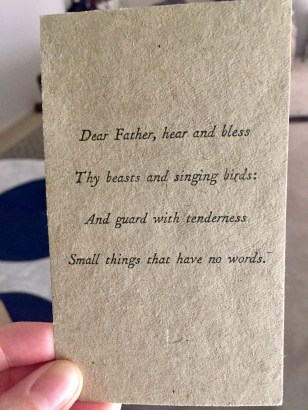 Dear Father, hear and bless
Thy beasts and singing birds:
And guard with tenderness
Small things that have no words.